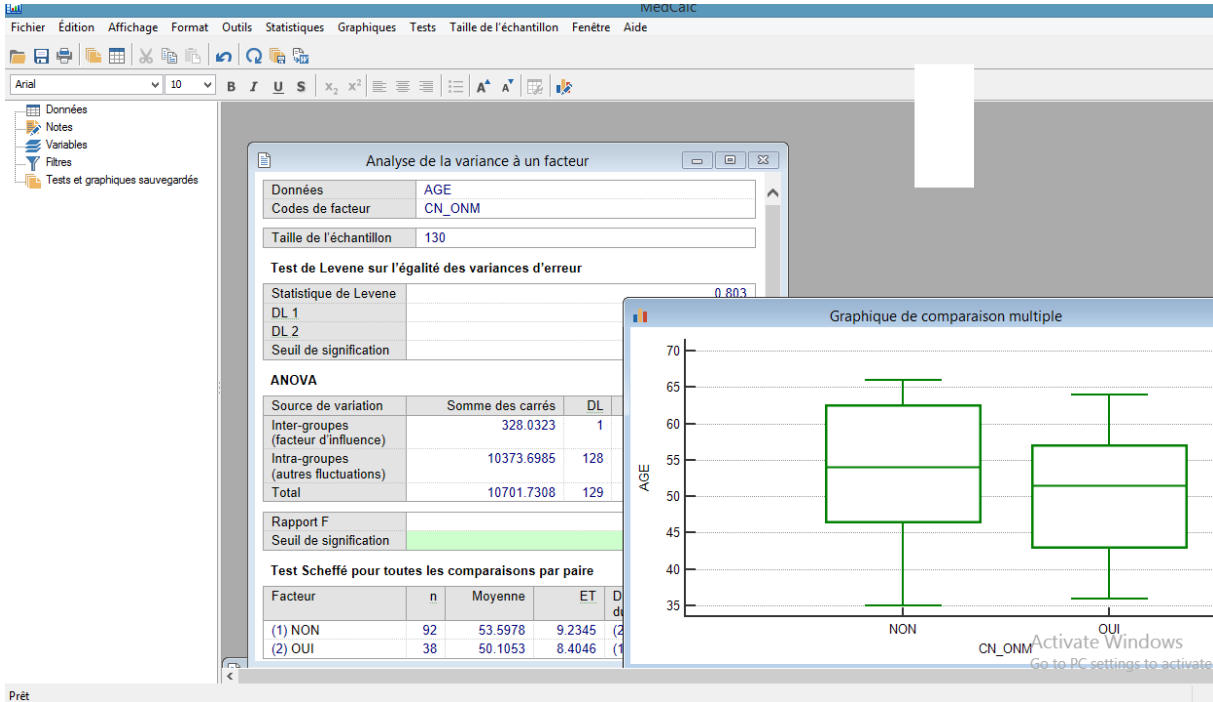 MedCalc
Fichier Édition Affichage Format Outils Statistiques Graphiques Tests Taille de l'échantillon Fenêtre Aide
Arial 10 B I U S x₂ x² A A
Données
Notes
Variables
Filtres
Tests et graphiques sauvegardés
Analyse de la variance à un facteur
Données AGE
Codes de facteur CN_ONM
Taille de l'échantillon 130
Test de Levene sur l'égalité des variances d'erreur
Statistique de Levene 0.803
DL 1
DL 2
Seuil de signification
ANOVA
Source de variation Somme des carrés DL
Inter-groupes
(facteur d'influence) 328.0323 1
Intra-groupes
(autres fluctuations) 10373.6985 128
Total 10701.7308 129
Rapport F
Seuil de signification
Test Scheffé pour toutes les comparaisons par paire
Facteur n Moyenne ET D
du
(1) NON 92 53.5978 9.2345 (2
(2) OUI 38 50.1053 8.4046 (1
Graphique de comparaison multiple
70
65
60
55
50
45
40
35
AGE
NON OUI
CN_ONM
Activate Windows
Go to PC settings to activate
Prêt